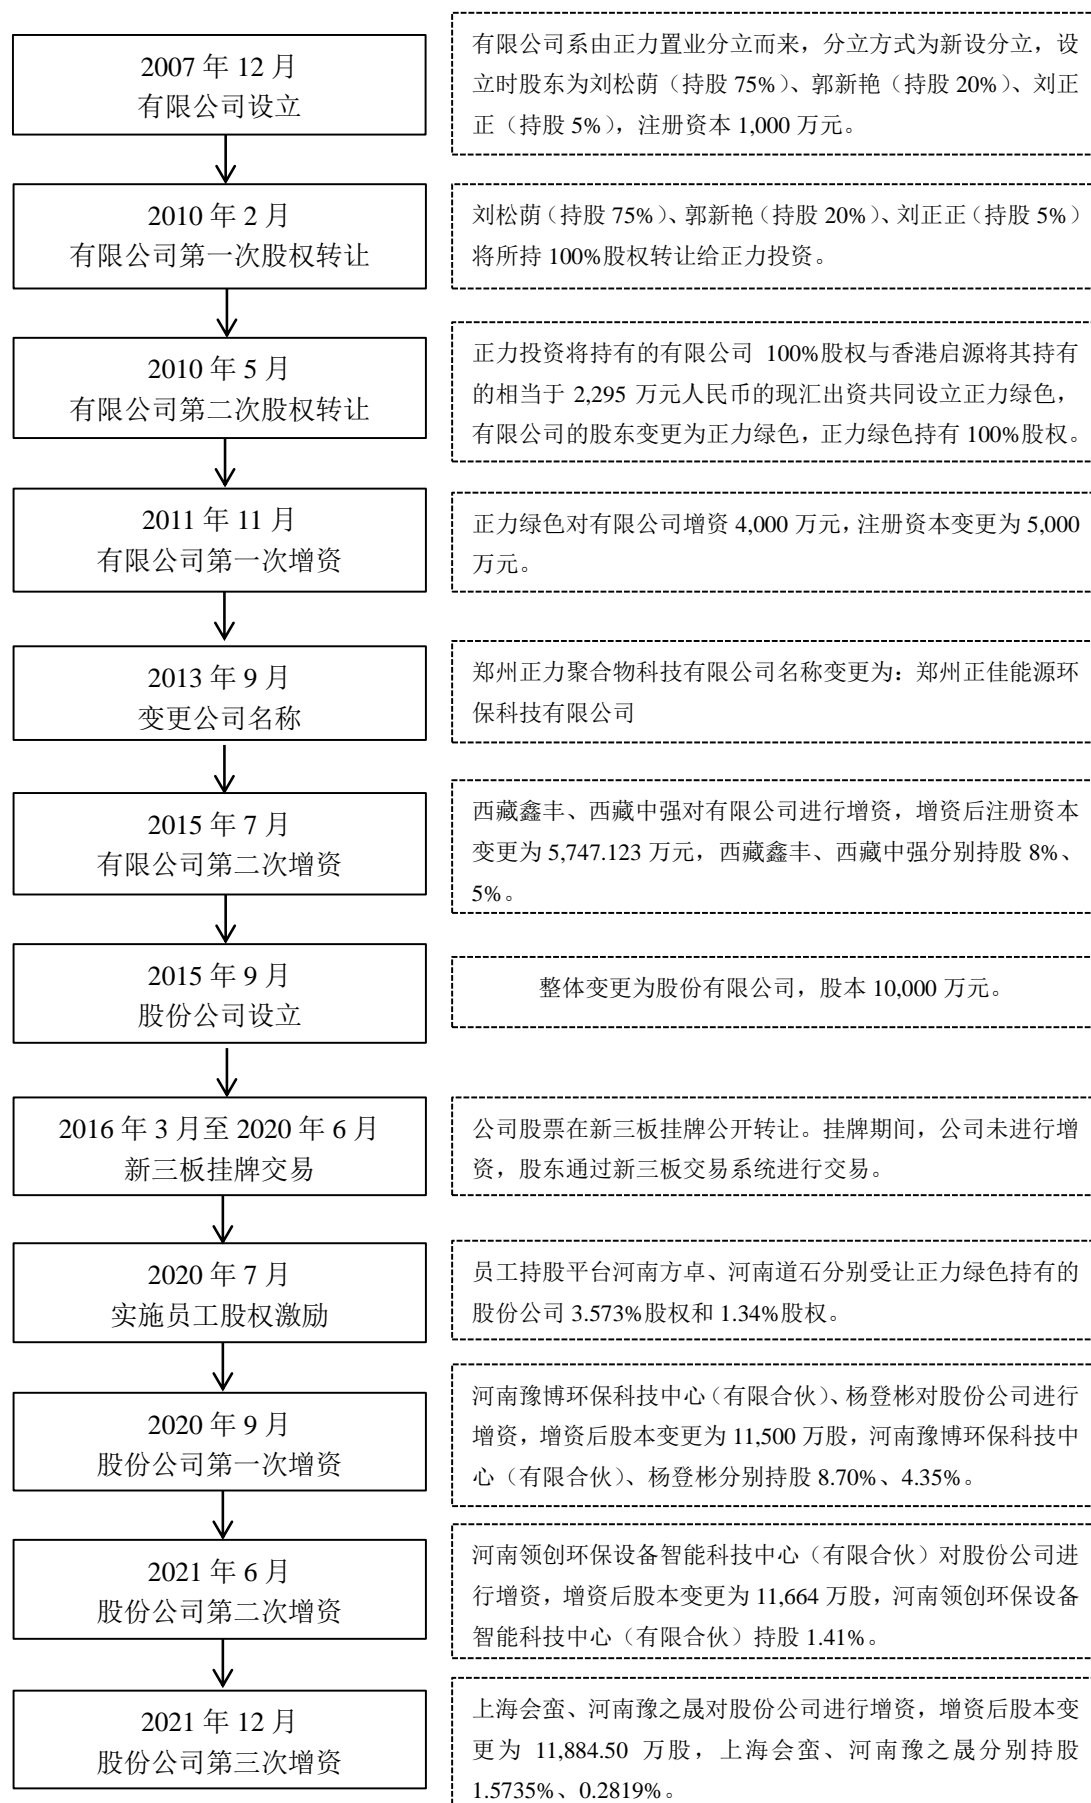 2007 年 12 月
有限公司设立
有限公司系由正力置业分立而来，分立方式为新设分立，设
立时股东为刘松荫（持股 75%）、郭新艳（持股 20%）、刘正
正（持股 5%），注册资本 1,000 万元。
2010 年 2 月
有限公司第一次股权转让
刘松荫（持股 75%）、郭新艳（持股 20%）、刘正正（持股 5%）
将所持 100%股权转让给正力投资。
2010 年 5 月
有限公司第二次股权转让
正力投资将持有的有限公司 100%股权与香港启源将其持有
的相当于 2,295 万元人民币的现汇出资共同设立正力绿色，
有限公司的股东变更为正力绿色，正力绿色持有 100%股权。
2011 年 11 月
有限公司第一次增资
正力绿色对有限公司增资 4,000 万元，注册资本变更为 5,000
万元。
2013 年 9 月
变更公司名称
郑州正力聚合物科技有限公司名称变更为：郑州正佳能源环
保科技有限公司
2015 年 7 月
有限公司第二次增资
西藏鑫丰、西藏中强对有限公司进行增资，增资后注册资本
变更为 5,747.123 万元，西藏鑫丰、西藏中强分别持股 8%、
5%。
2015 年 9 月
股份公司设立
整体变更为股份有限公司，股本 10,000 万元。
2016 年 3 月至 2020 年 6 月
新三板挂牌交易
公司股票在新三板挂牌公开转让。挂牌期间，公司未进行增
资，股东通过新三板交易系统进行交易。
2020 年 7 月
实施员工股权激励
员工持股平台河南方卓、河南道石分别受让正力绿色持有的
股份公司 3.573%股权和 1.34%股权。
2020 年 9 月
股份公司第一次增资
河南豫博环保科技中心（有限合伙）、杨登彬对股份公司进行
增资，增资后股本变更为 11,500 万股，河南豫博环保科技中
心（有限合伙）、杨登彬分别持股 8.70%、4.35%。
2021 年 6 月
股份公司第二次增资
河南领创环保设备智能科技中心（有限合伙）对股份公司进
行增资，增资后股本变更为 11,664 万股，河南领创环保设备
智能科技中心（有限合伙）持股 1.41%。
2021 年 12 月
股份公司第三次增资
上海会蛮、河南豫之晟对股份公司进行增资，增资后股本变
更为 11,884.50 万股，上海会蛮、河南豫之晟分别持股
1.5735%、0.2819%。